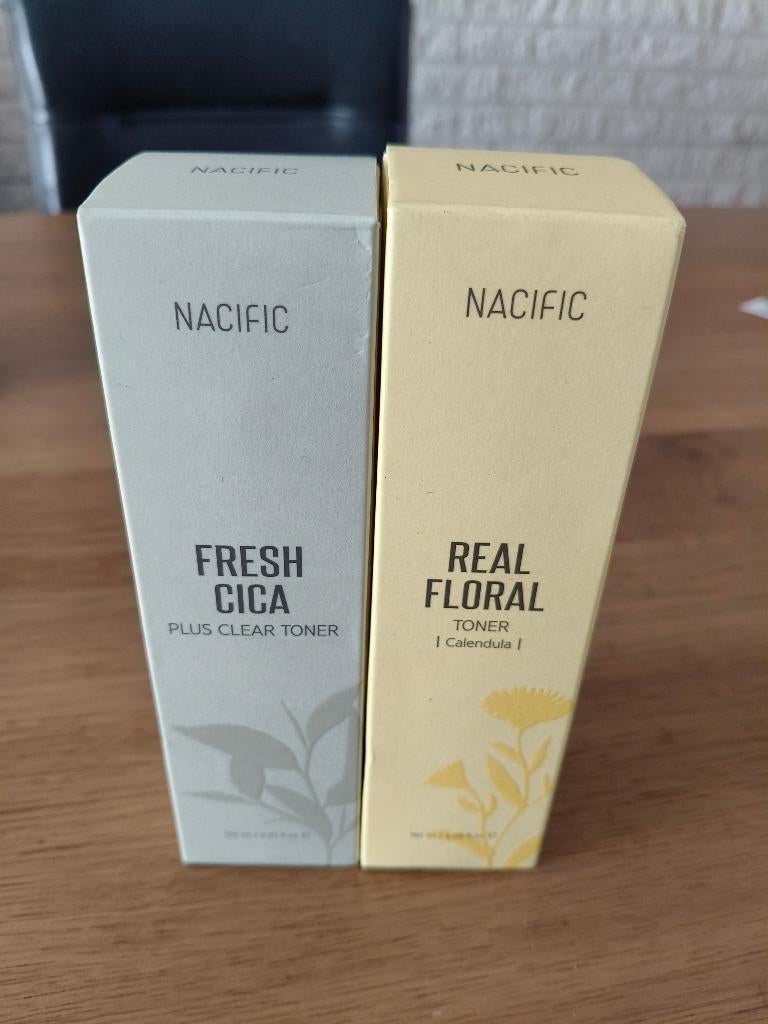 NACIFIC
NACIFIC
FRESH
CICA
PLUS CLEAR TONER
NACIFIC
NACIFIC
REAL
FLORAL
TONER
| Calendula |